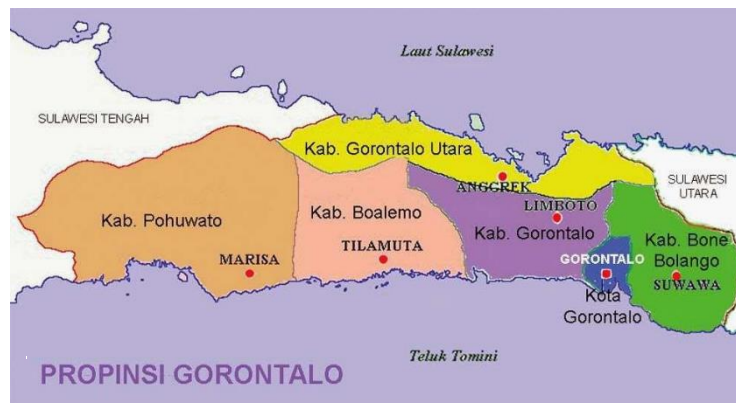 Laut Sulawesi
SULAWESI TENGAH
Kab. Gorontalo Utara
ANGGREK
SULAWESI
UTARA
Kab. Pohuwato
Kab. Boalemo
LIMBOTO
Kab. Gorontalo
Kab. Bone
Bolango
MARISA
TILAMUTA
GORONTALO
SUWAWA
Kota
Gorontalo
Teluk Tomini
PROPINSI GORONTALO